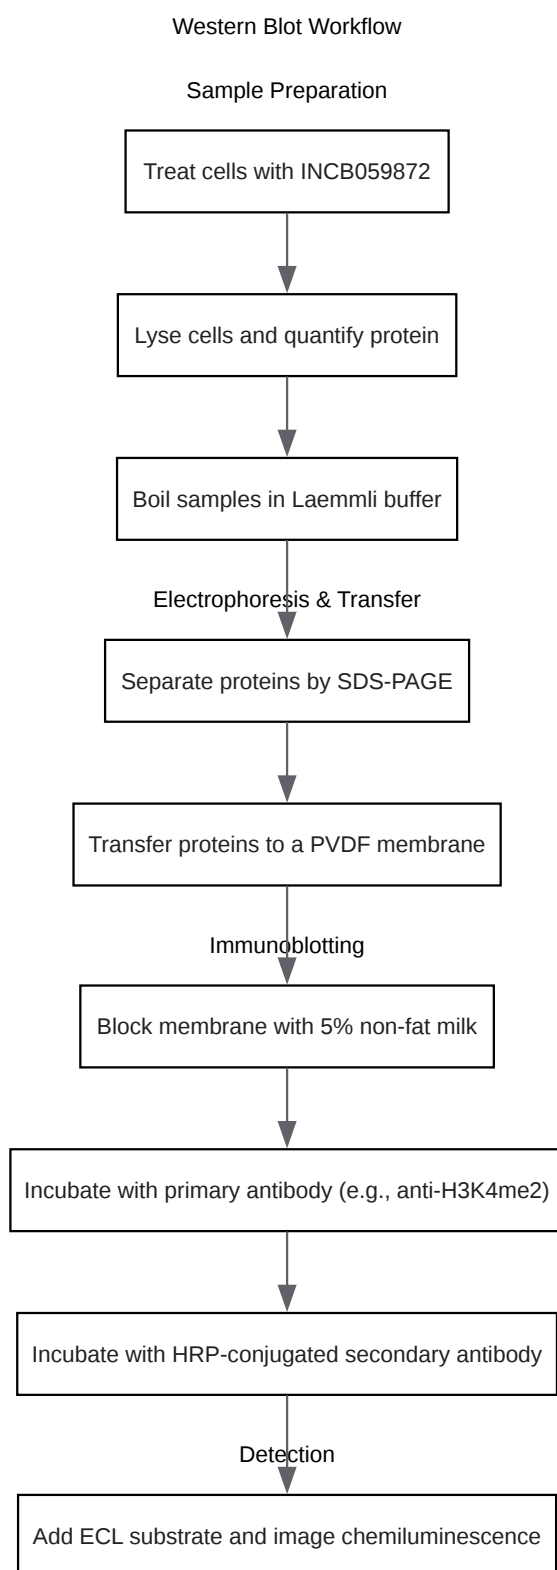 Western Blot Workflow
Sample Preparation
Treat cells with INCB059872
Lyse cells and quantify protein
Boil samples in Laemmli buffer
Electrophoresis & Transfer
Separate proteins by SDS-PAGE
Transfer proteins to a PVDF membrane
Immunoblotting
Block membrane with 5% non-fat milk
Incubate with primary antibody (e.g., anti-H3K4me2)
Incubate with HRP-conjugated secondary antibody
Detection
Add ECL substrate and image chemiluminescence